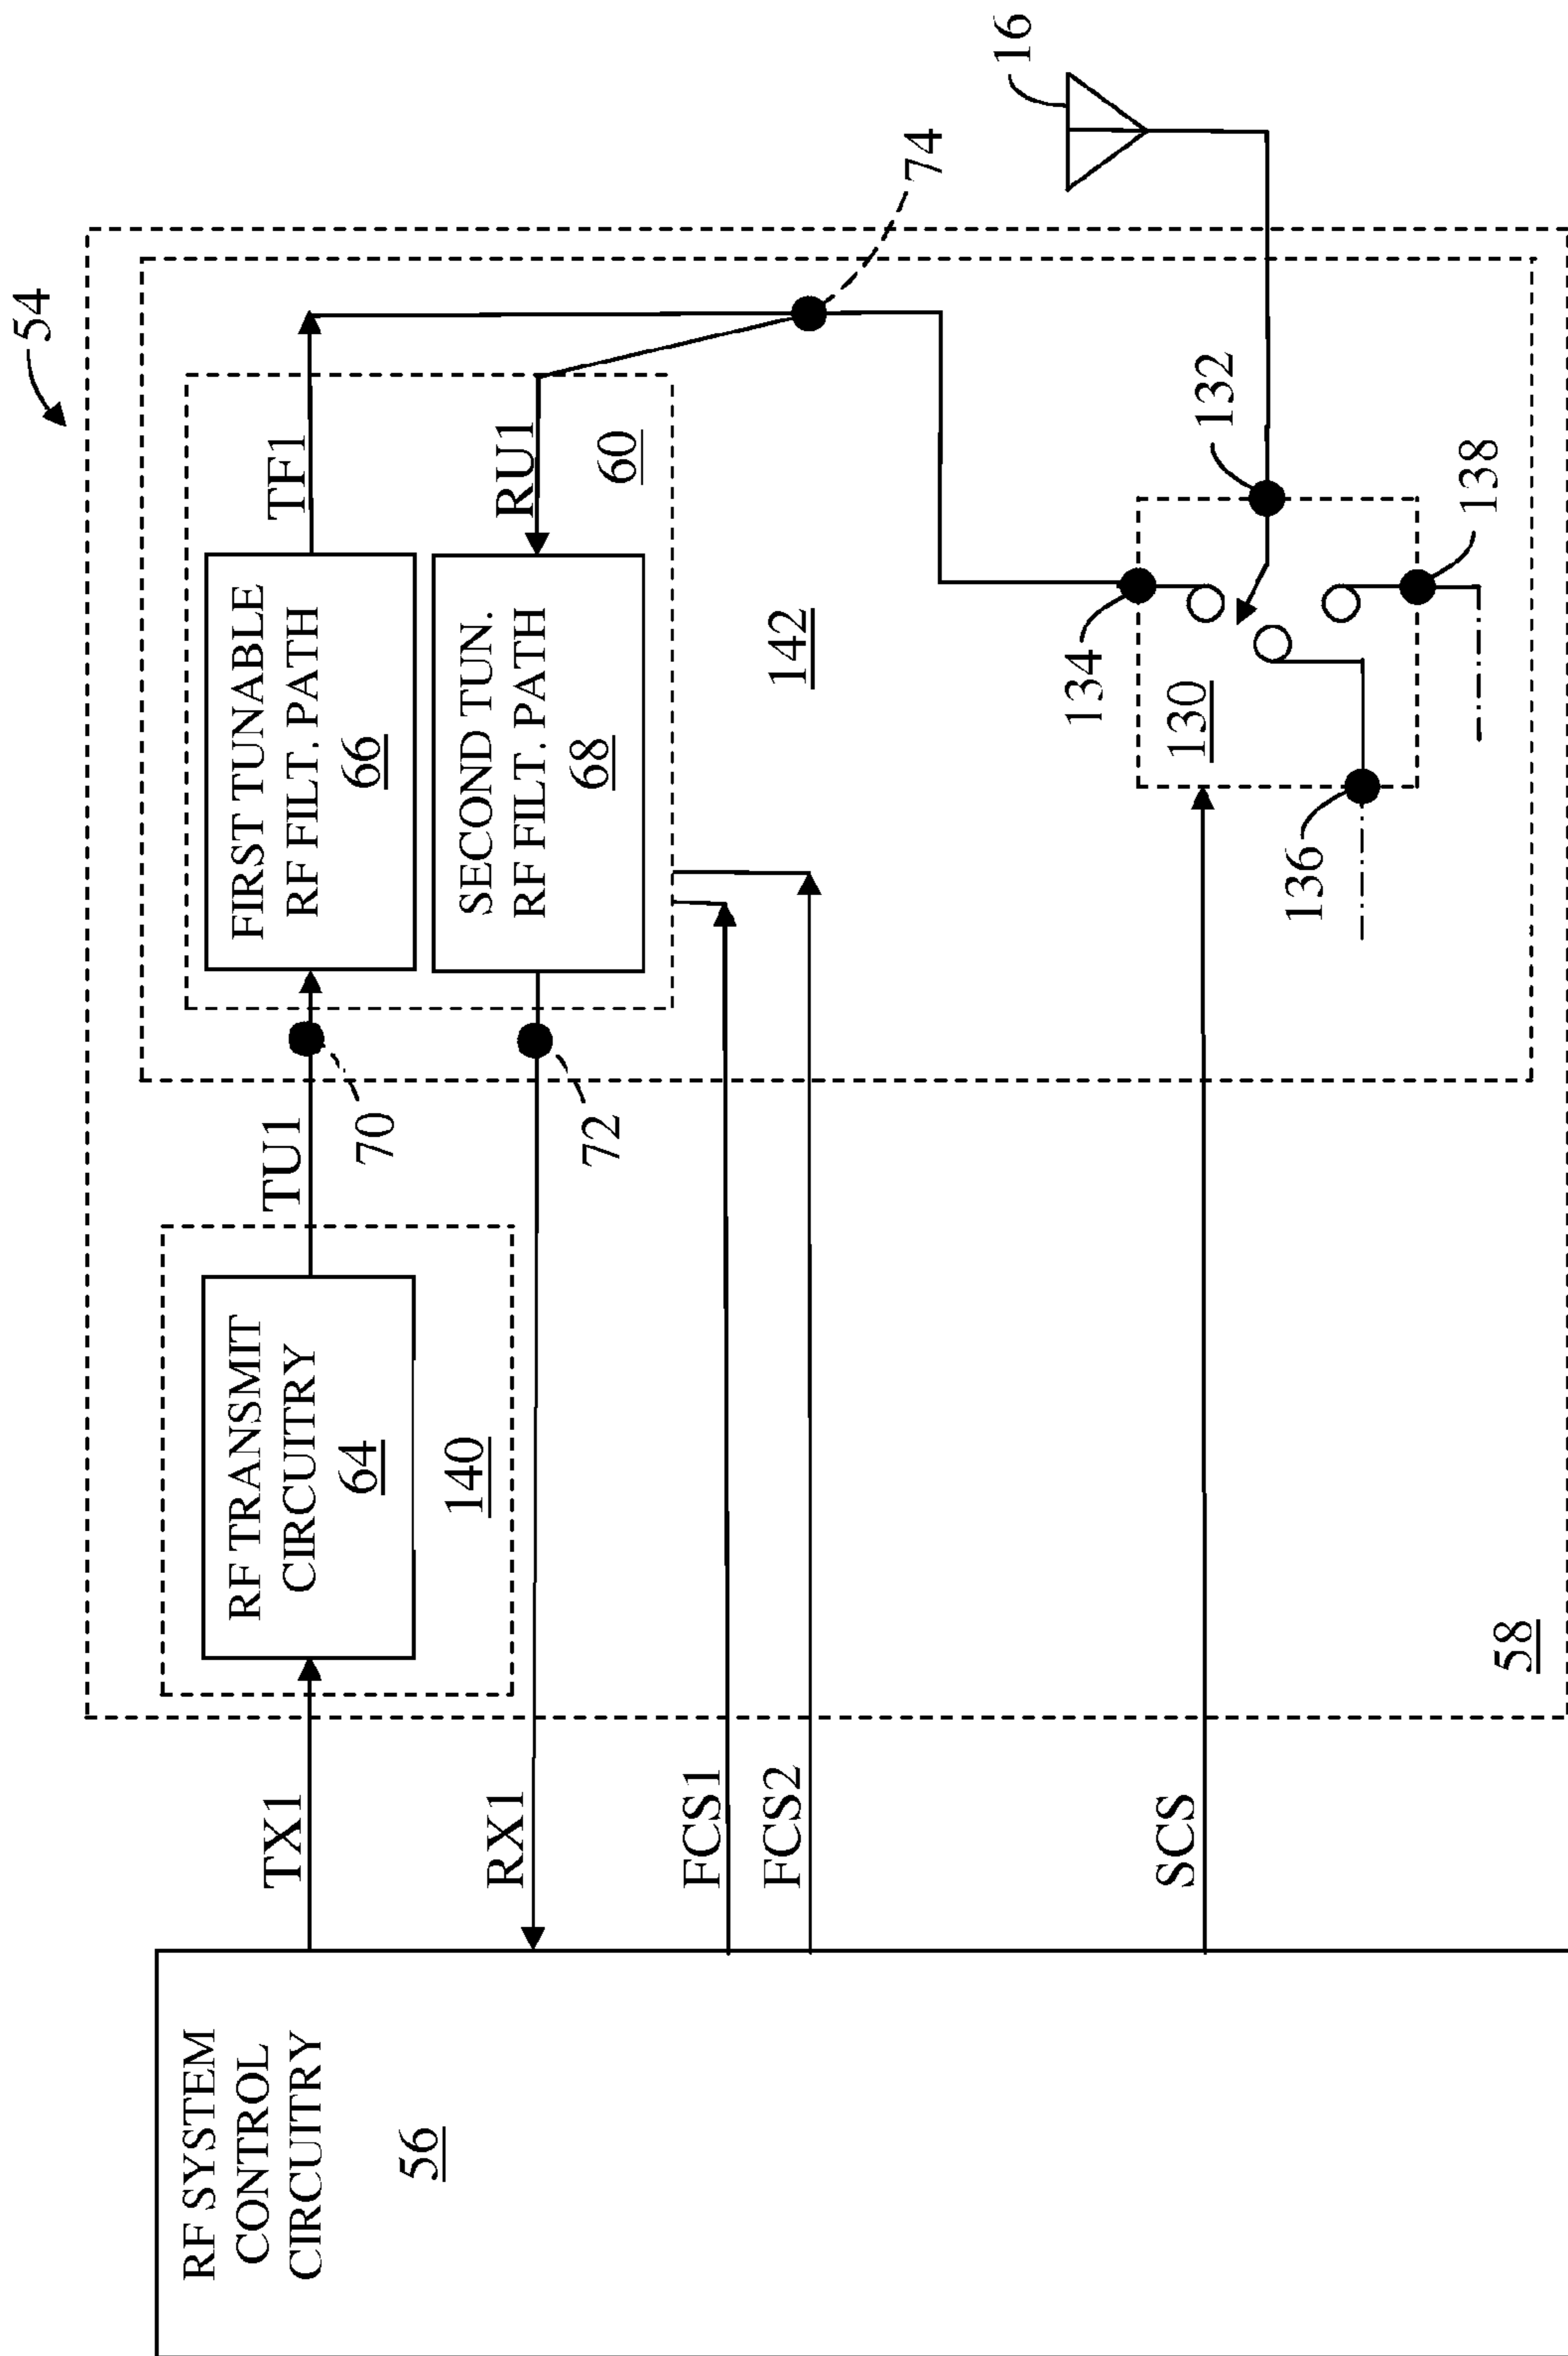 54
RF SYSTEM
CONTROL
CIRCUITRY
56
TX1
RX1
FCS1
FCS2
SCS
58
RF TRANSMIT
CIRCUITRY
64
140
TU1
70
72
FIRST TUNABLE
RF FILT. PATH
66
SECOND TUN.
RF FILT. PATH
68
TF1
RU1
60
142
74
16
130
132
134
136
138